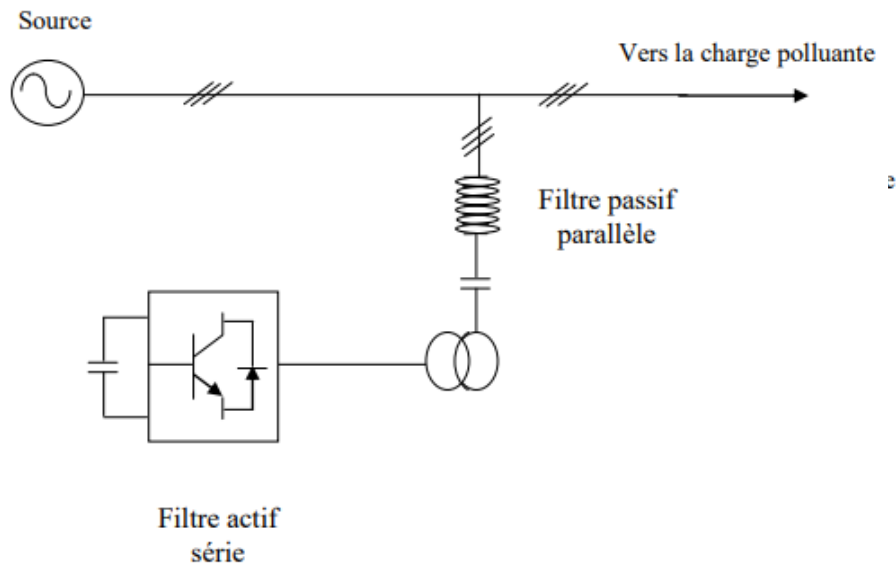 Source
Vers la charge polluante
e
Filtre passif
parallèle
Filtre actif
série